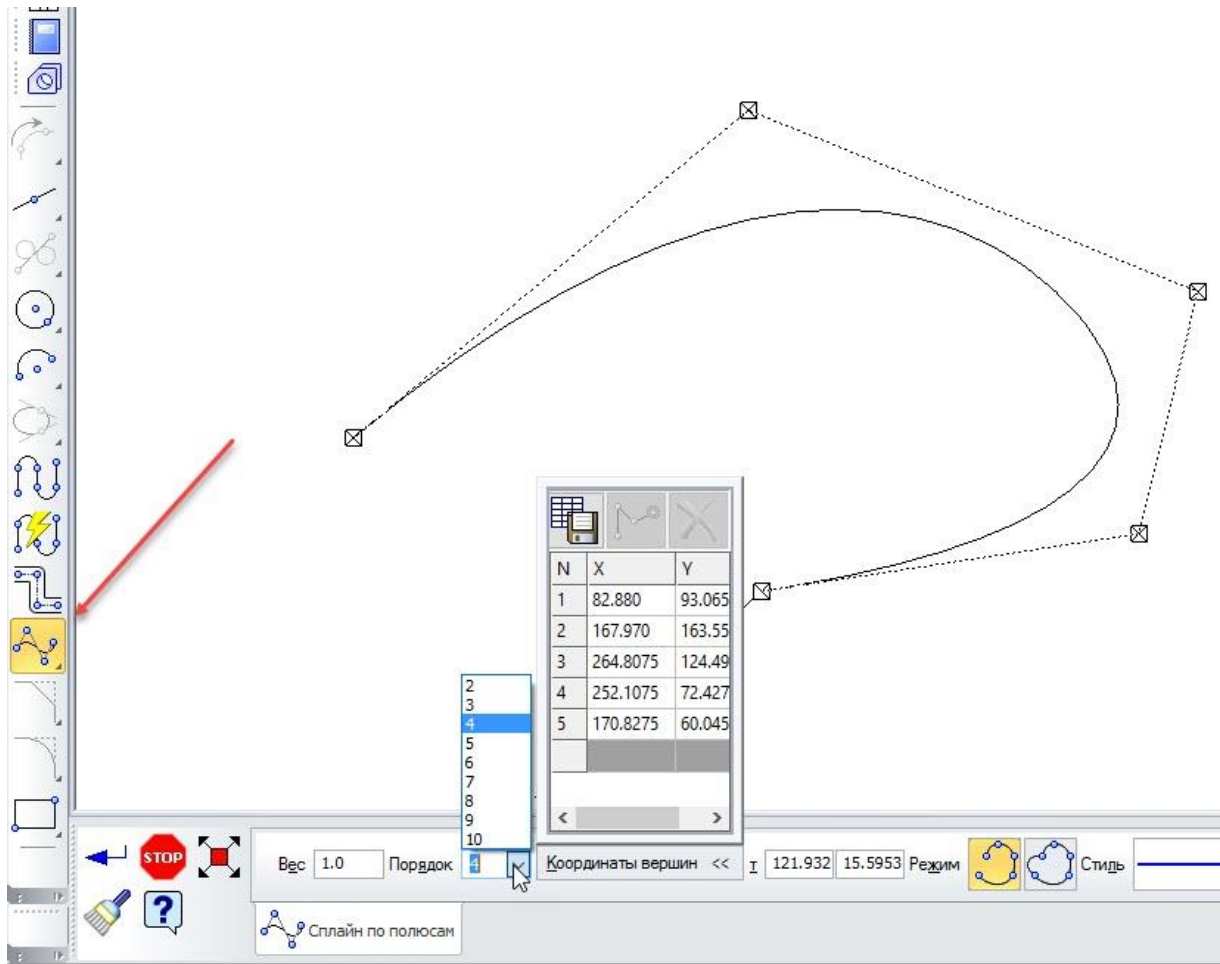 N X Y
1 82.880 93.065
2 167.970 163.55
3 264.8075 124.49
4 252.1075 72.427
5 170.8275 60.045
2
3
4
5
6
7
8
9
10
STOP
Вес 1.0 Порядок 4 Координаты вершин << т 121.932 15.5953 Режим Стиль
?
Сплайн по полюсам